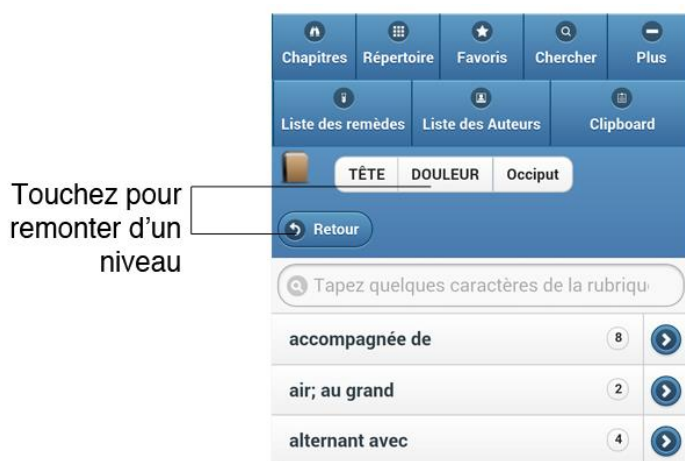 Chapitres Répertoire Favoris Chercher Plus
Liste des remèdes Liste des Auteurs Clipboard
TÊTE DOULEUR Occiput
Touchez pour
remonter d'un
niveau
Retour
Tapez quelques caractères de la rubriqu
accompagnée de 8
air; au grand 2
alternant avec 4